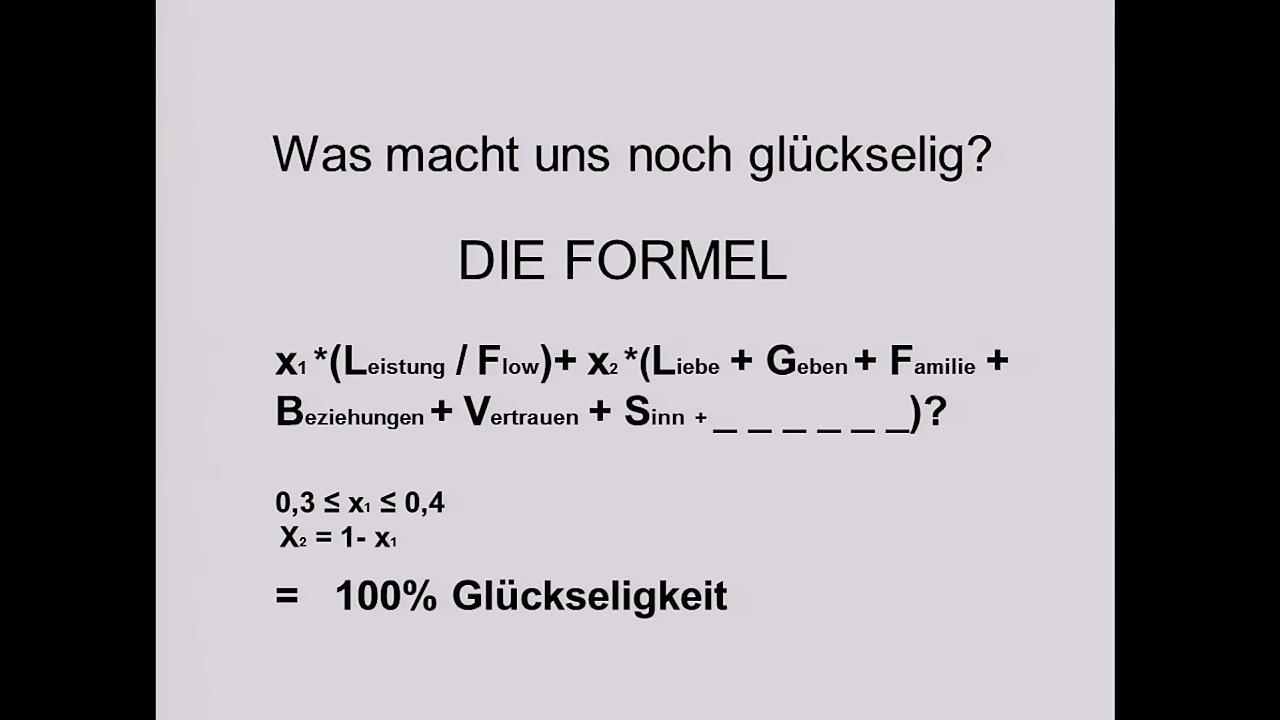 Was macht uns noch glückselig?
DIE FORMEL
x₁ *(Leistung / Flow)+ x₂ *(Liebe + Geben + Familie +
Beziehungen + Vertrauen + Sinn + _ _ _ _ _ _)?
0,3 ≤ x₁ ≤ 0,4
X₂ = 1- x₁
= 100% Glückseligkeit